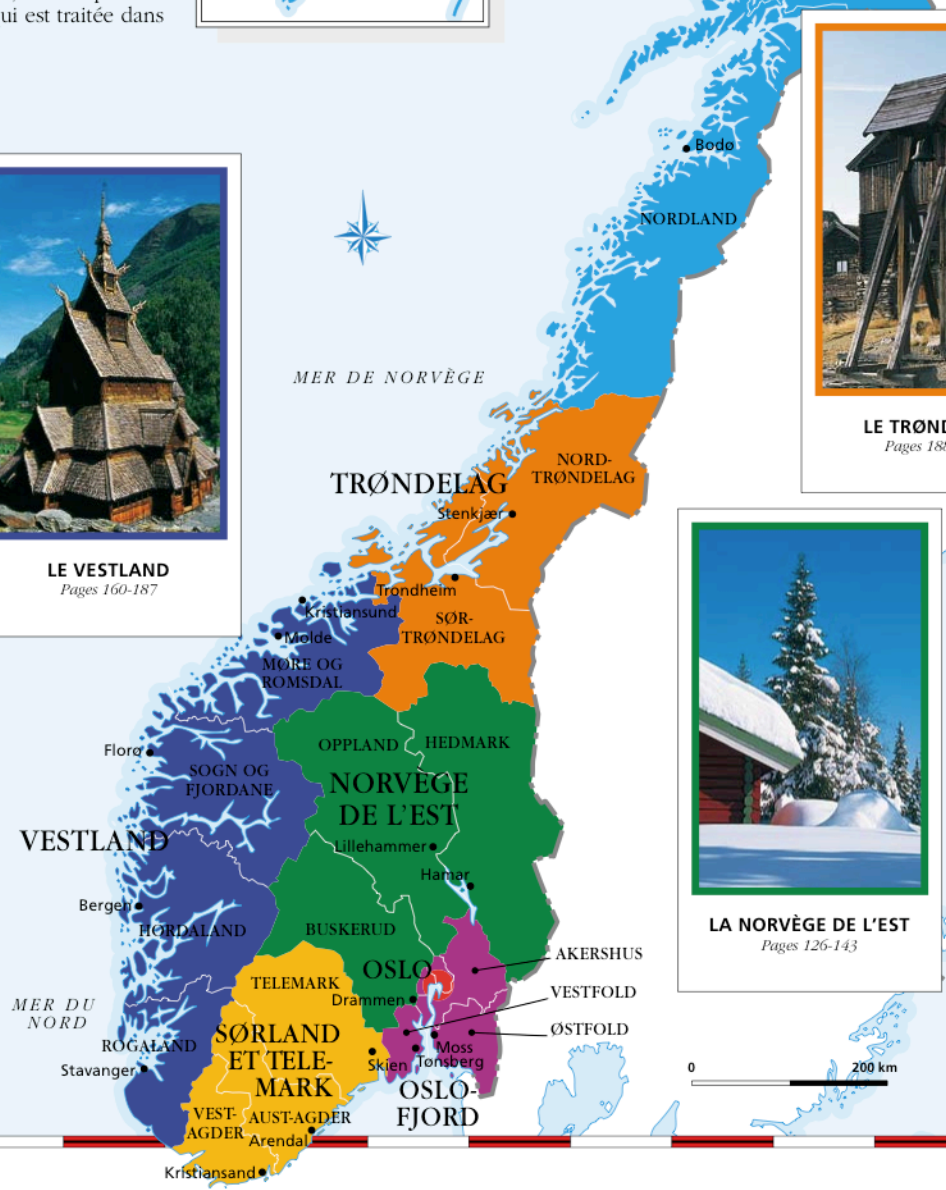 ui est traitée dans
Bodø
NORDLAND
MER DE NORVÈGE
LE TRØND
Pages 188
NORD-
TRØNDELAG
TRØNDELAG
Stenkjær
LE VESTLAND
Pages 160-187
Trondheim
Kristiansund
SØR-
TRØNDELAG
Molde
MØRE OG
ROMSDAL
Florø
OPPLAND
HEDMARK
SOGN OG
FJORDANE
NORVÈGE
DE L'EST
VESTLAND
Lillehammer
Hamar
Bergen
HORDALAND
BUSKERUD
LA NORVÈGE DE L'EST
Pages 126-143
AKERSHUS
OSLO
TELEMARK
VESTFOLD
Drammen
MER DU
NORD
ØSTFOLD
SØRLAND
ET TELE-
MARK
ROGALAND
Moss
Tønsberg
Skien
Stavanger
0 200 km
OSLO-
FJORD
VEST-
AGDER
AUST-AGDER
Arendal
Kristiansand